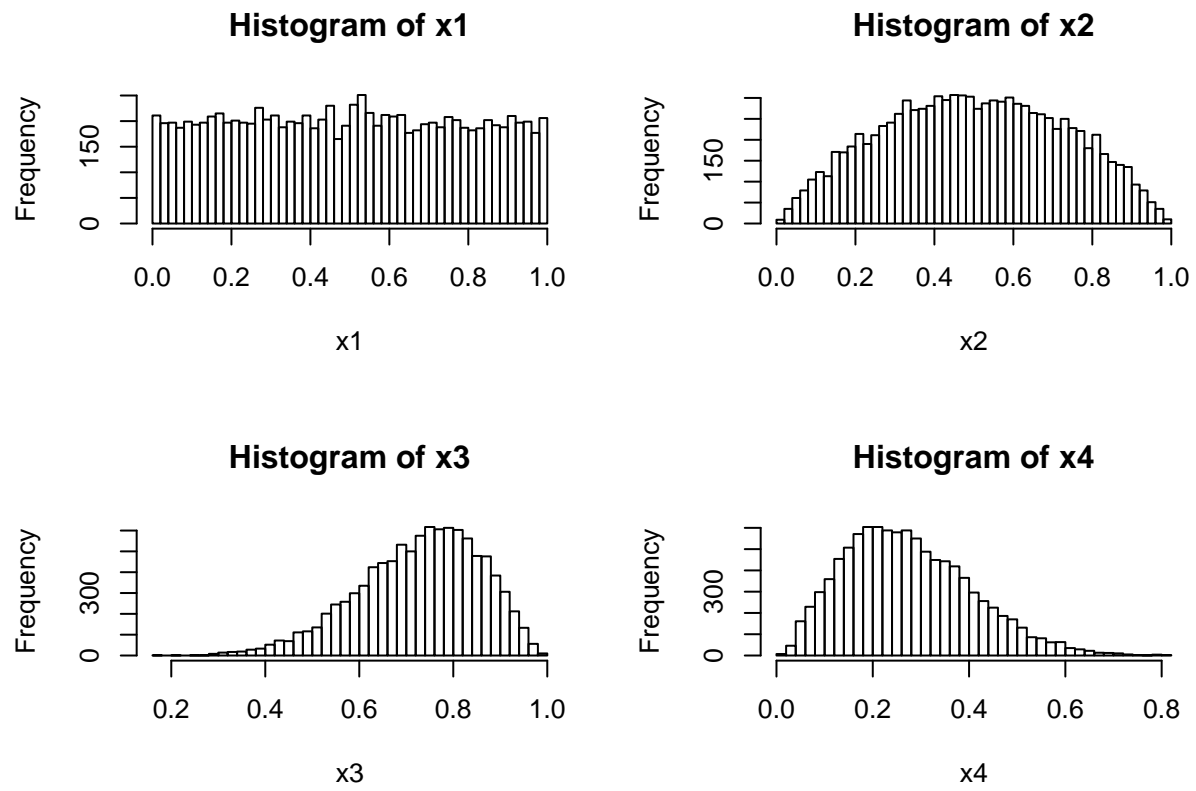 Histogram of x1
Frequency
150
0
0.0 0.2 0.4 0.6 0.8 1.0
x1
Histogram of x2
Frequency
150
0
0.0 0.2 0.4 0.6 0.8 1.0
x2
Histogram of x3
Frequency
300
0
0.2 0.4 0.6 0.8 1.0
x3
Histogram of x4
Frequency
300
0
0.0 0.2 0.4 0.6 0.8
x4